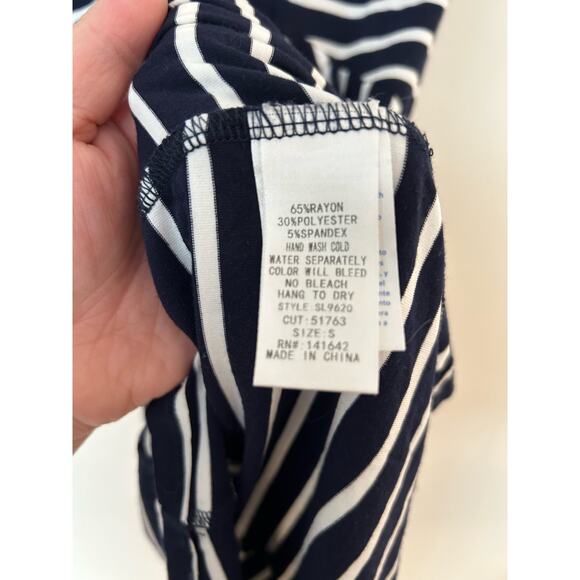 65%RAYON
30%POLYESTER
5%SPANDEX
HAND WASH COLD
WATER SEPARATELY
COLOR WILL BLEED
NO BLEACH
HANG TO DRY
STYLE: SL9620
CUT: 51763
SIZE: S
RN#: 141642
MADE IN CHINA